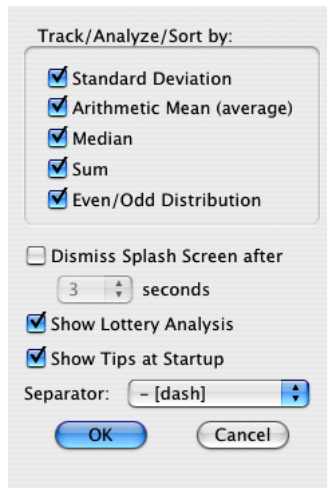 Track/Analyze/Sort by:
Standard Deviation
Arithmetic Mean (average)
Median
Sum
Even/Odd Distribution
Dismiss Splash Screen after
3 seconds
Show Lottery Analysis
Show Tips at Startup
Separator: - [dash]
OK Cancel